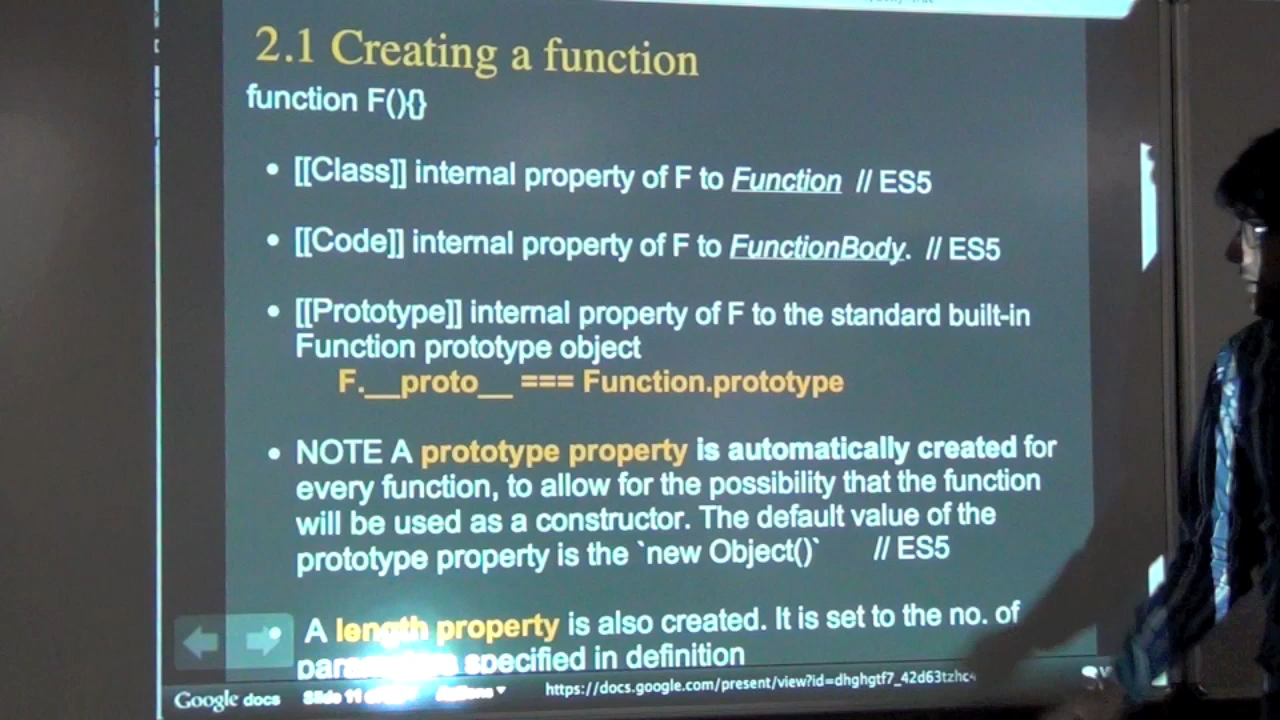 2.1 Creating a function
function F(){}
• [[Class]] internal property of F to Function // ES5
• [[Code]] internal property of F to FunctionBody. // ES5
• [[Prototype]] internal property of F to the standard built-in
Function prototype object
F.__proto__ === Function.prototype
• NOTE A prototype property is automatically created for
every function, to allow for the possibility that the function
will be used as a constructor. The default value of the
prototype property is the `new Object()` // ES5
A length property is also created. It is set to the no. of
specified in definition
Google docs Slide 11 Actions
https://docs.google.com/present/view?id=dhghgtf7_42d63tzhc